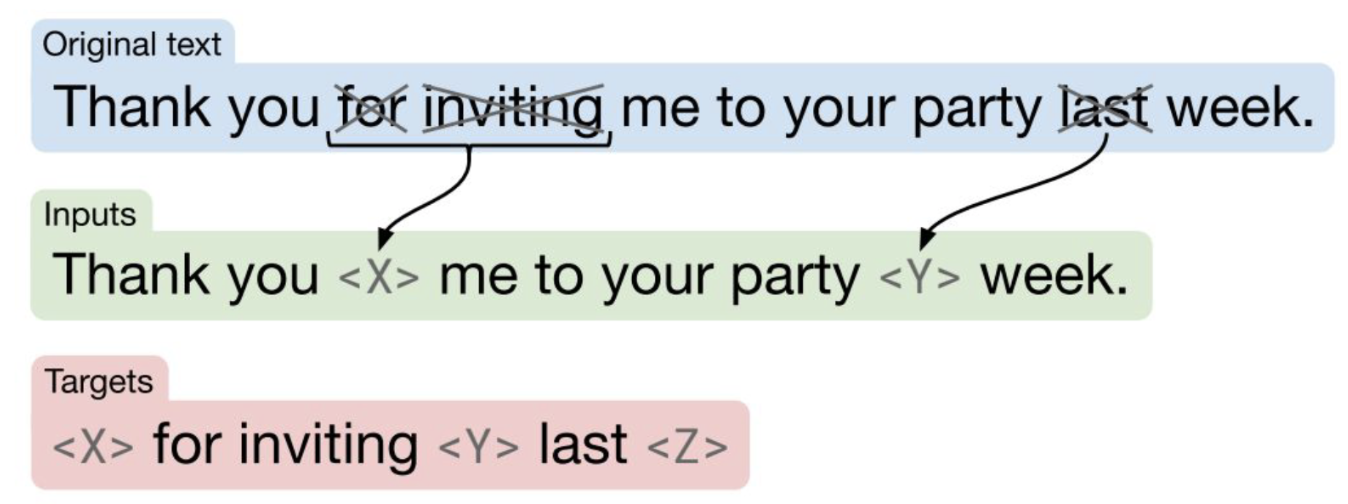 Original text
Thank you for inviting me to your party last week.
Inputs
Thank you <X> me to your party <Y> week.
Targets
<X> for inviting <Y> last <Z>